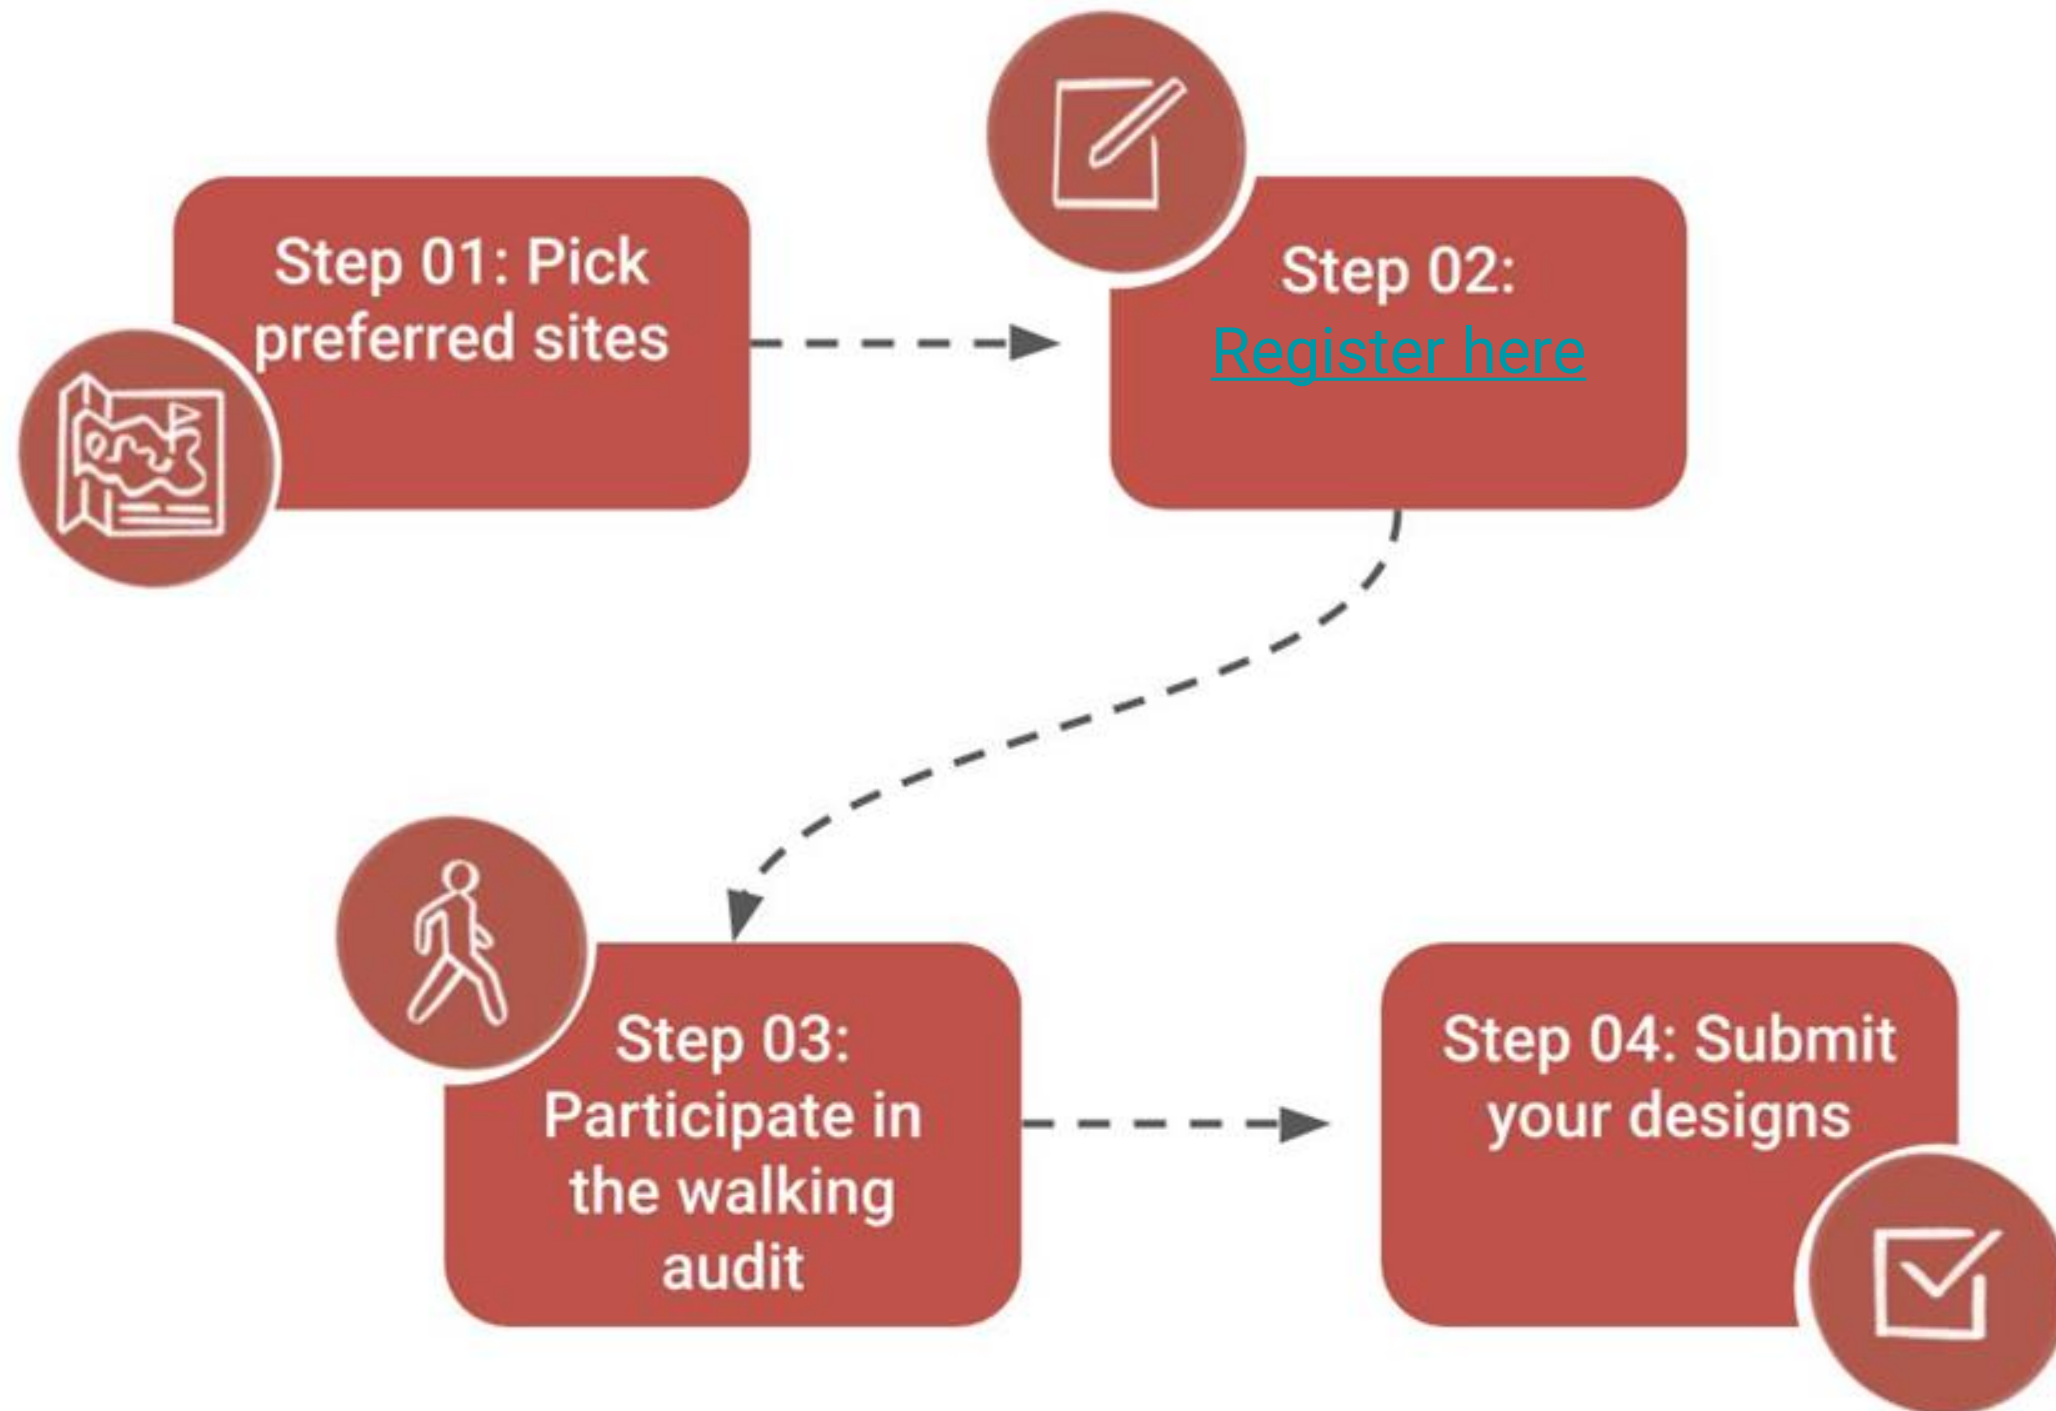 Step 01: Pick
preferred sites
Step 02:
Register here
Step 03:
Participate in
the walking
audit
Step 04: Submit
your designs